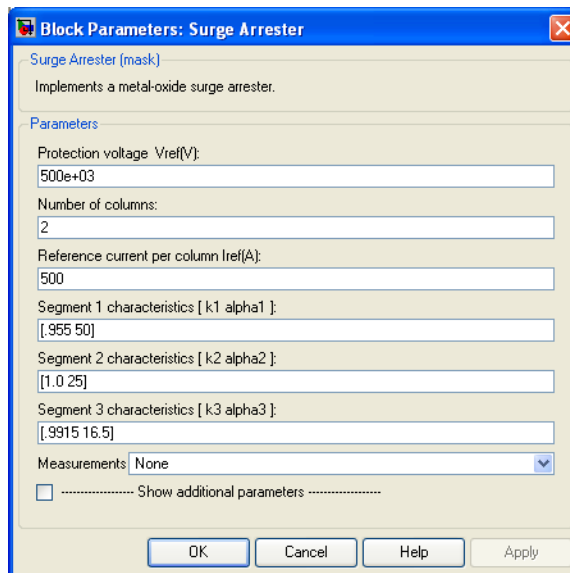 Block Parameters: Surge Arrester
Surge Arrester (mask)
Implements a metal-oxide surge arrester.
Parameters
Protection voltage Vref(V):
500e+03
Number of columns:
2
Reference current per column Iref(A):
500
Segment 1 characteristics [ k1 alpha1 ]:
[.955 50]
Segment 2 characteristics [ k2 alpha2 ]:
[1.0 25]
Segment 3 characteristics [ k3 alpha3 ]:
[.9915 16.5]
Measurements None
------------------ Show additional parameters ------------------
OK Cancel Help Apply